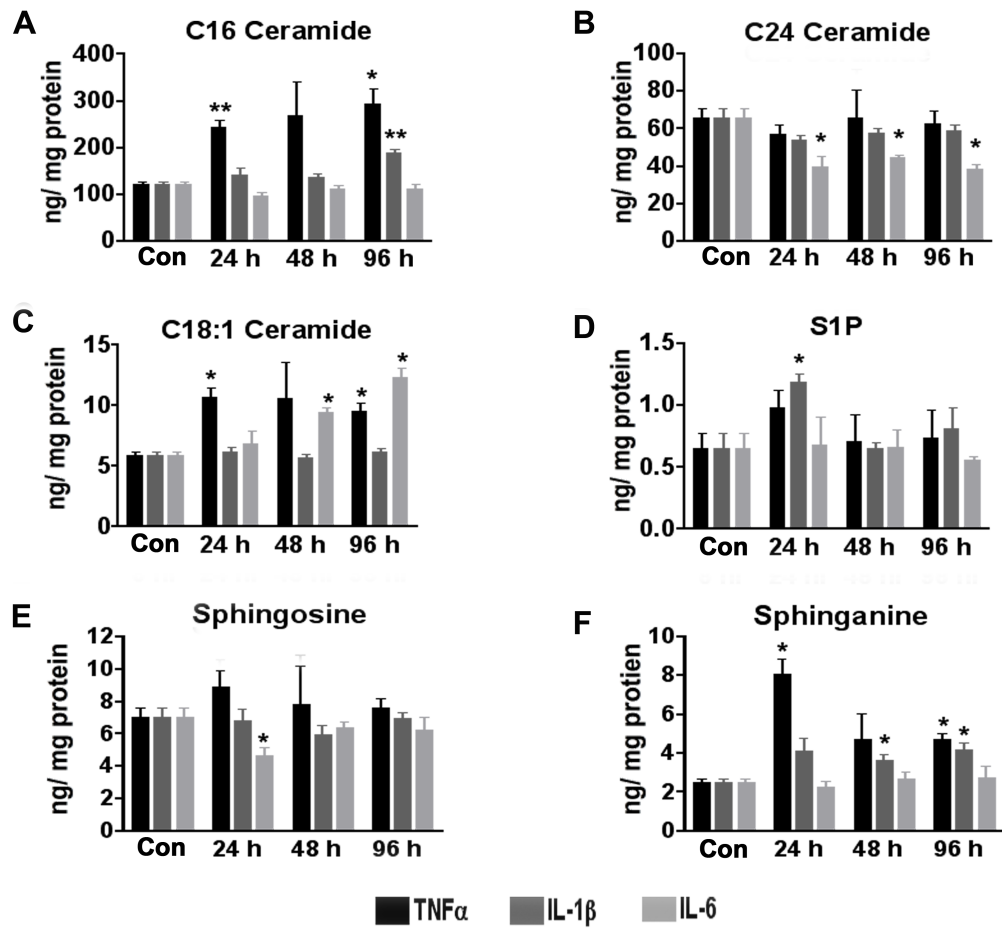 A
C16 Ceramide
400
300
200
100
0
ng/ mg protein
**
*
**
Con 24 h 48 h 96 h
B
C24 Ceramide
100
80
60
40
20
0
ng/ mg protein
*
*
*
Con 24 h 48 h 96 h
C
C18:1 Ceramide
15
10
5
0
ng/ mg protein
*
*
*
*
Con 24 h 48 h 96 h
D
S1P
1.5
1.0
0.5
0.0
ng/ mg protein
*
Con 24 h 48 h 96 h
E
Sphingosine
12
10
8
6
4
2
0
ng/ mg protein
*
Con 24 h 48 h 96 h
F
Sphinganine
10
8
6
4
2
0
ng/ mg protien
*
*
*
*
Con 24 h 48 h 96 h
TNFα IL-1β IL-6